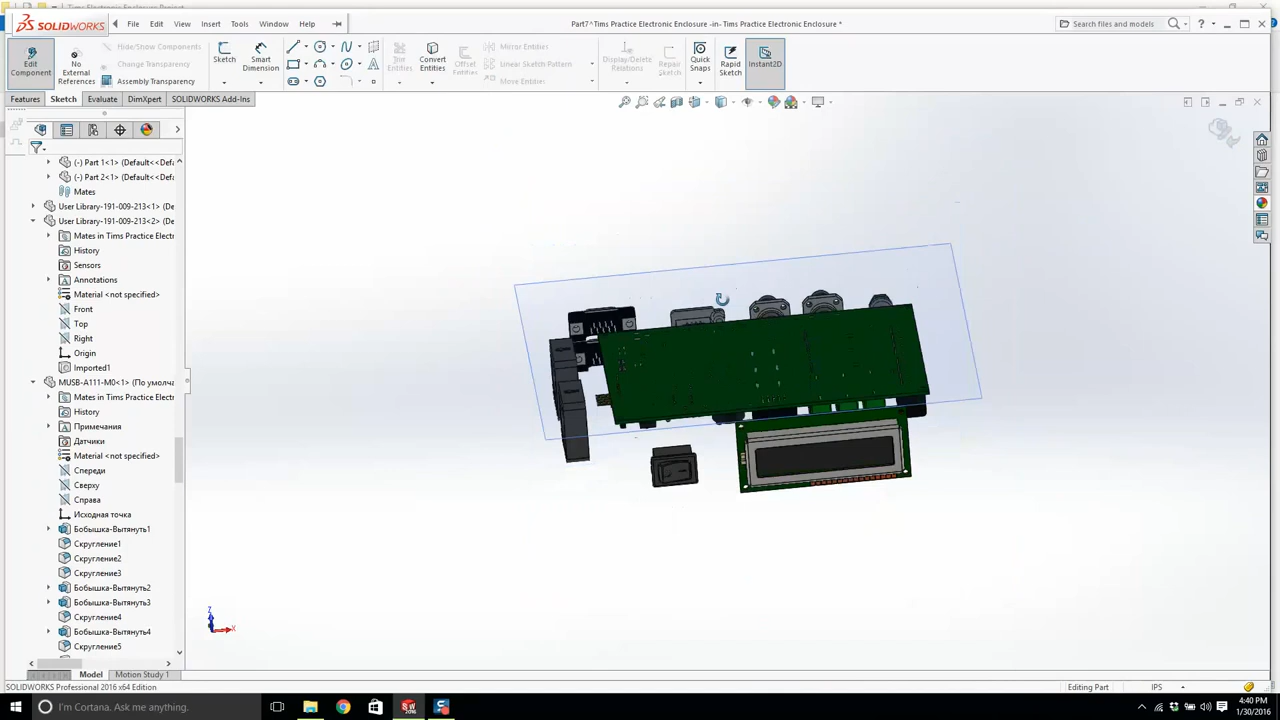 SOLIDWORKS
File
Edit
View
Insert
Tools
Window
Help
Part7^Tims Practice Electronic Enclosure -in- Tims Practice Electronic Enclosure *
Search files and models
Edit Component
No External References
Hide/Show Components
Change Transparency
Assembly Transparency
Sketch
Smart Dimension
Trim Entities
Convert Entities
Offset Entities
Mirror Entities
Linear Sketch Pattern
Move Entities
Display/Delete Relations
Repair Sketch
Quick Snaps
Rapid Sketch
Instant2D
Features
Sketch
Evaluate
DimXpert
SOLIDWORKS Add-Ins
(-) Part 1<1> (Default<<Defa
(-) Part 2<1> (Default<<Defa
Mates
User Library-191-009-213<1> (De
User Library-191-009-213<2> (De
Mates in Tims Practice Electr
History
Sensors
Annotations
Material <not specified>
Front
Top
Right
Origin
Imported1
MUSB-A111-M0<1> (По умолча
Mates in Tims Practice Electr
History
Примечания
Датчики
Material <not specified>
Спереди
Сверху
Справа
Исходная точка
Бобышка-Вытянуть1
Скругление1
Скругление2
Скругление3
Бобышка-Вытянуть2
Бобышка-Вытянуть3
Скругление4
Бобышка-Вытянуть4
Скругление5
Z
X
Model
Motion Study 1
SOLIDWORKS Professional 2016 x64 Edition
Editing Part
IPS
I'm Cortana. Ask me anything.
4:40 PM
1/30/2016